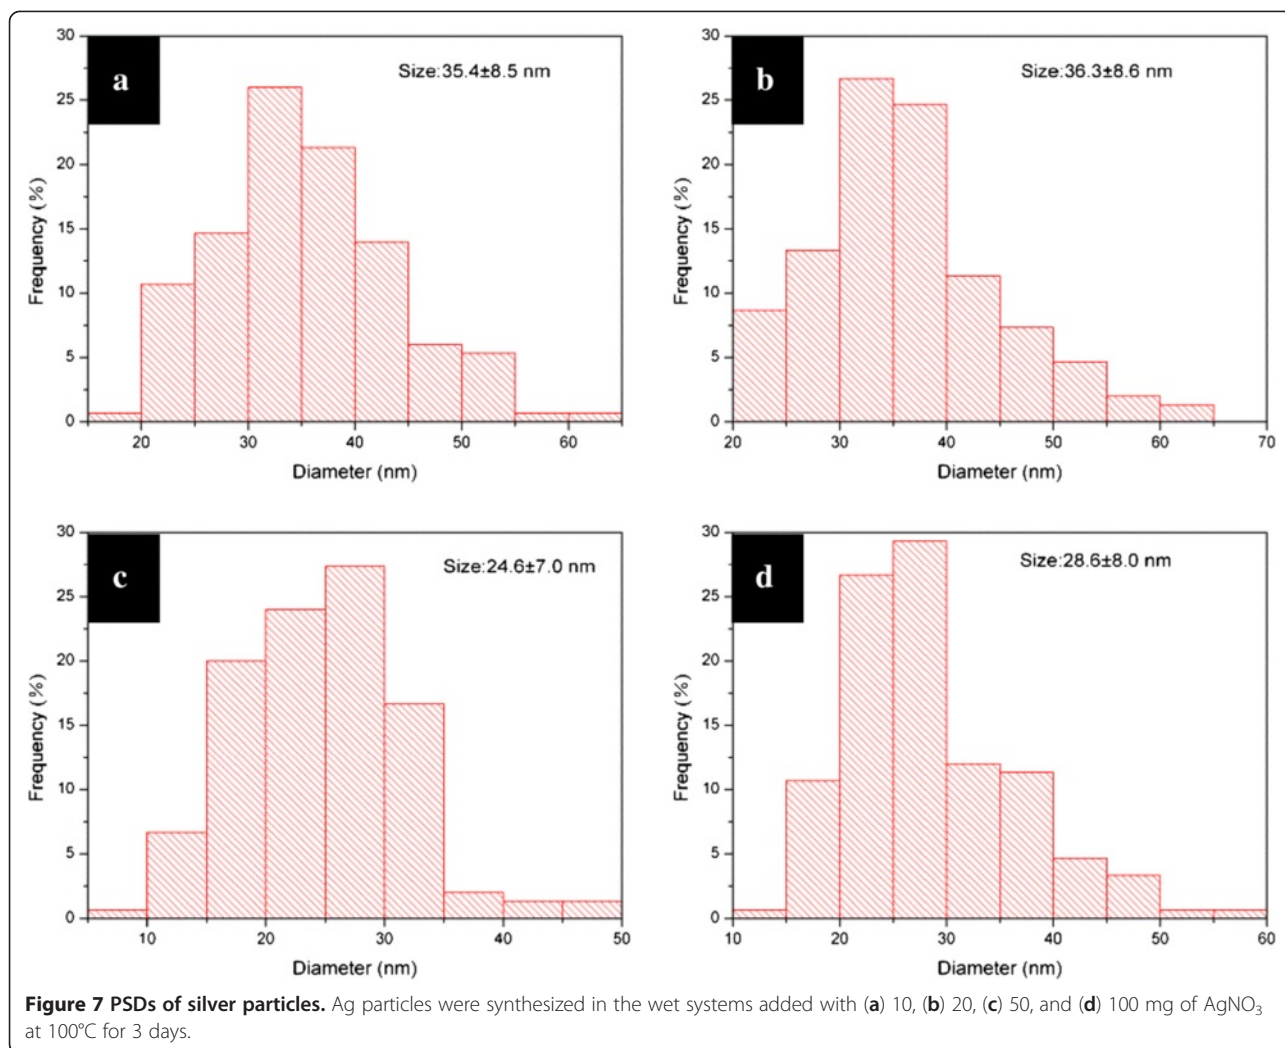 a
Size:35.4±8.5 nm
Frequency (%)
30
25
20
15
10
5
0
20 30 40 50 60
Diameter (nm)
b
Size:36.3±8.6 nm
Frequency (%)
30
25
20
15
10
5
0
20 30 40 50 60 70
Diameter (nm)
c
Size:24.6±7.0 nm
Frequency (%)
30
25
20
15
10
5
0
10 20 30 40 50
Diameter (nm)
d
Size:28.6±8.0 nm
Frequency (%)
30
25
20
15
10
5
0
10 20 30 40 50 60
Diameter (nm)
Figure 7 PSDs of silver particles. Ag particles were synthesized in the wet systems added with (a) 10, (b) 20, (c) 50, and (d) 100 mg of AgNO₃
at 100°C for 3 days.